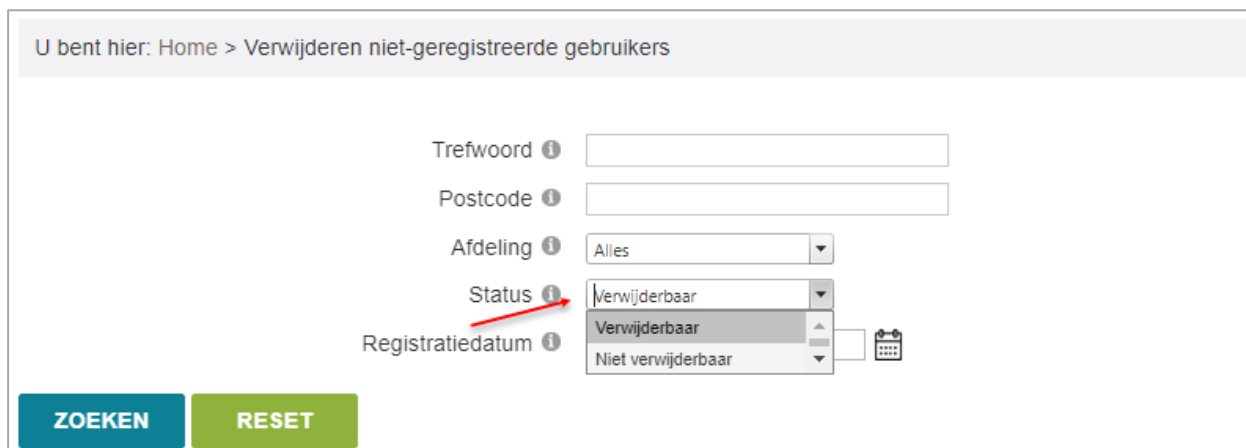 U bent hier: Home > Verwijderen niet-geregistreerde gebruikers
Trefwoord
Postcode
Afdeling Alles
Status Verwijderbaar
Verwijderbaar
Registratiedatum
Niet verwijderbaar
ZOEKEN RESET